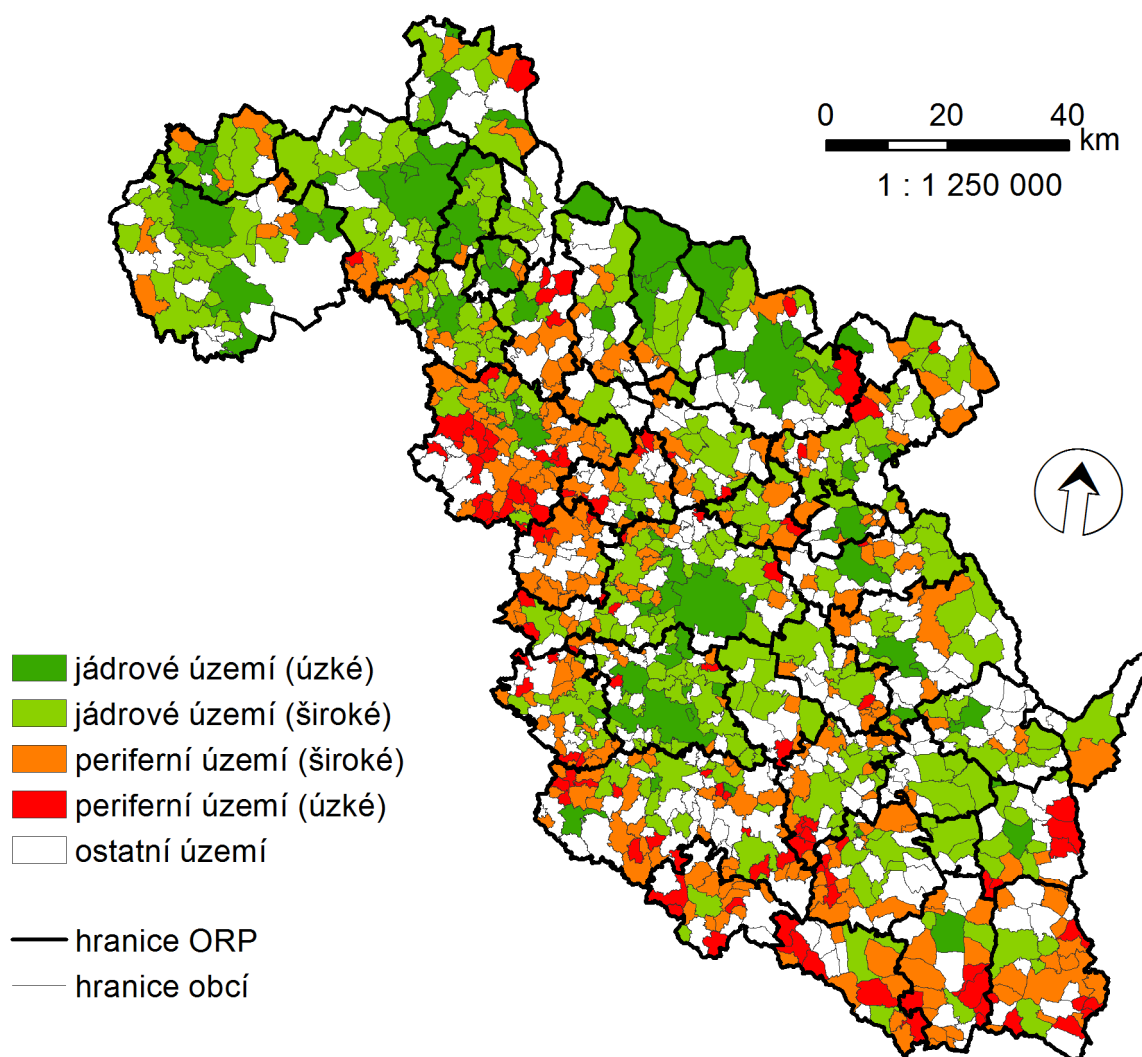 0 20 40
km
1 : 1 250 000
jádrové území (úzké)
jádrové území (široké)
periferní území (široké)
periferní území (úzké)
ostatní území
hranice ORP
hranice obcí